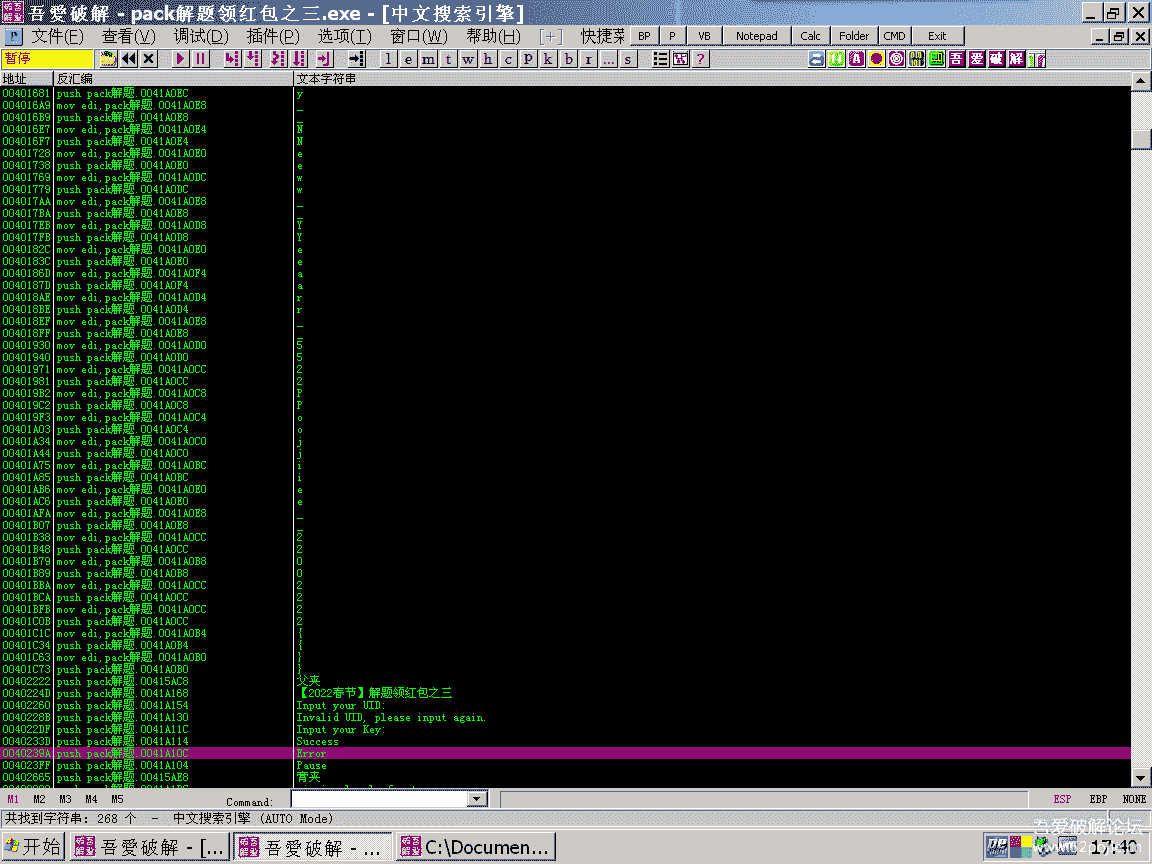 吾爱破解 - pack解题领红包之三.exe - [中文搜索引擎]
文件(F) 查看(V) 调试(D) 插件(P) 选项(T) 窗口(W) 帮助(H) [+] 快捷菜 BP P VB Notepad Calc Folder CMD Exit
暂停 l e m t w h c p k b r ... s ? 吾 爱 破 解
地址 反汇编 文本字符串
00401681 push pack解题.0041A0EC y
004016A9 mov edi,pack解题.0041A0E8 _
004016B9 push pack解题.0041A0E8 _
004016E7 mov edi,pack解题.0041A0E4 N
004016F7 push pack解题.0041A0E4 N
00401728 mov edi,pack解题.0041A0E0 e
00401738 push pack解题.0041A0E0 e
00401769 mov edi,pack解题.0041A0DC w
00401779 push pack解题.0041A0DC w
004017AA mov edi,pack解题.0041A0E8 _
004017BA push pack解题.0041A0E8 _
004017EB mov edi,pack解题.0041A0D8 Y
004017FB push pack解题.0041A0D8 Y
0040182C mov edi,pack解题.0041A0E0 e
0040183C push pack解题.0041A0E0 e
0040186D mov edi,pack解题.0041A0F4 a
0040187D push pack解题.0041A0F4 a
004018AE mov edi,pack解题.0041A0D4 r
004018BE push pack解题.0041A0D4 r
004018EF mov edi,pack解题.0041A0E8 _
004018FF push pack解题.0041A0E8 _
00401930 mov edi,pack解题.0041A0D0 5
00401940 push pack解题.0041A0D0 5
00401971 mov edi,pack解题.0041A0CC 2
00401981 push pack解题.0041A0CC 2
004019B2 mov edi,pack解题.0041A0C8 P
004019C2 push pack解题.0041A0C8 P
004019F3 mov edi,pack解题.0041A0C4 o
00401A03 push pack解题.0041A0C4 o
00401A34 mov edi,pack解题.0041A0C0 j
00401A44 push pack解题.0041A0C0 j
00401A75 mov edi,pack解题.0041A0BC i
00401A85 push pack解题.0041A0BC i
00401AB6 mov edi,pack解题.0041A0E0 e
00401AC6 push pack解题.0041A0E0 e
00401AFA mov edi,pack解题.0041A0E8 _
00401B07 push pack解题.0041A0E8 _
00401B38 mov edi,pack解题.0041A0CC 2
00401B48 push pack解题.0041A0CC 2
00401B79 mov edi,pack解题.0041A0B8 0
00401B89 push pack解题.0041A0B8 0
00401BBA mov edi,pack解题.0041A0CC 2
00401BCA push pack解题.0041A0CC 2
00401BFB mov edi,pack解题.0041A0CC 2
00401C0B push pack解题.0041A0CC 2
00401C1C mov edi,pack解题.0041A0B4 {
00401C34 push pack解题.0041A0B4 {
00401C63 mov edi,pack解题.0041A0B0 }
00401C73 push pack解题.0041A0B0 }
00402222 push pack解题.00415AC8 父夹
0040224D push pack解题.0041A168 【2022春节】解题领红包之三
00402260 push pack解题.0041A154 Input your UID:
0040228B push pack解题.0041A130 Invalid UID, please input again.
004022DF push pack解题.0041A11C Input your Key:
0040233D push pack解题.0041A114 Success
0040239A push pack解题.0041A10C Error
004023FF push pack解题.0041A104 Pause
00402665 push pack解题.00415AE8 胥夹
M1 M2 M3 M4 M5 Command: ESP EBP NONE
共找到字符串: 268 个 - 中文搜索引擎 (AUTO Mode)
吾爱破解论坛
开始 吾爱破解 - [... 吾爱破解 - ... C:\Documen... 17:40
www.52pojie.cn